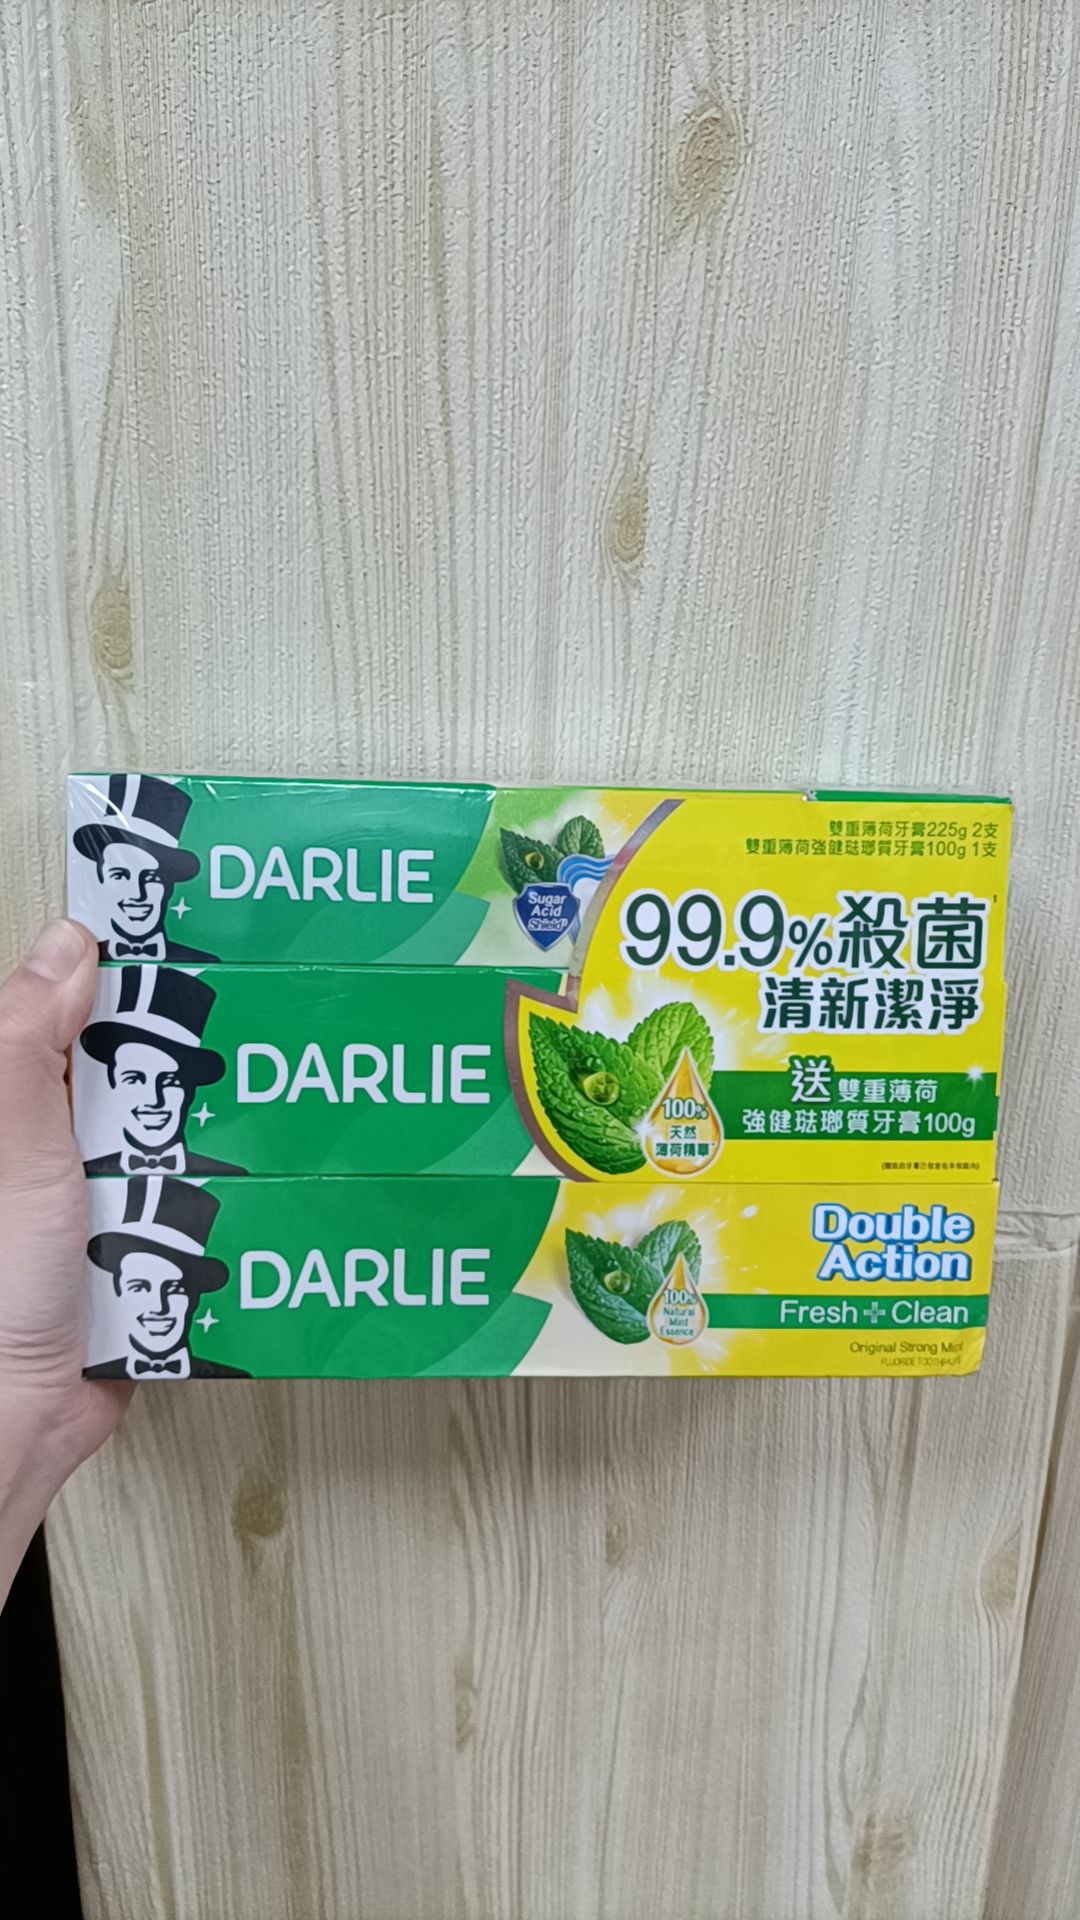 DARLIE
Sugar
Acid
Shield
雙重薄荷牙膏225g 2支
雙重薄荷強健琺瑯質牙膏100g 1支
99.9%殺菌
清新潔淨
DARLIE
100%
天然
薄荷精華
送 雙重薄荷
強健琺瑯質牙膏100g
DARLIE
100%
Natural
Mint
Essence
Double
Action
Fresh + Clean
Original Strong Mint